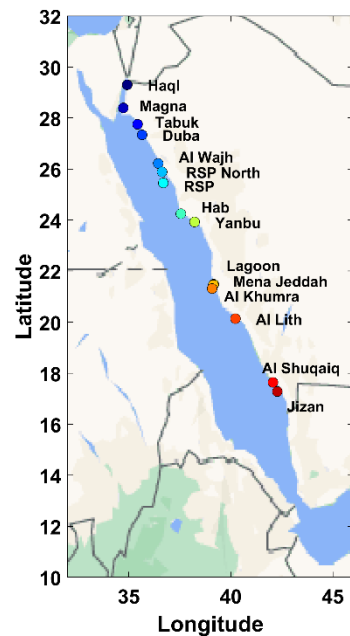 32
30
28
26
24
22
20
18
16
14
12
10
Latitude
Haql
Magna
Tabuk
Duba
Al Wajh
RSP North
RSP
Hab
Yanbu
Lagoon
Mena Jeddah
Al Khumra
Al Lith
Al Shuqaiq
Jizan
35
40
45
Longitude